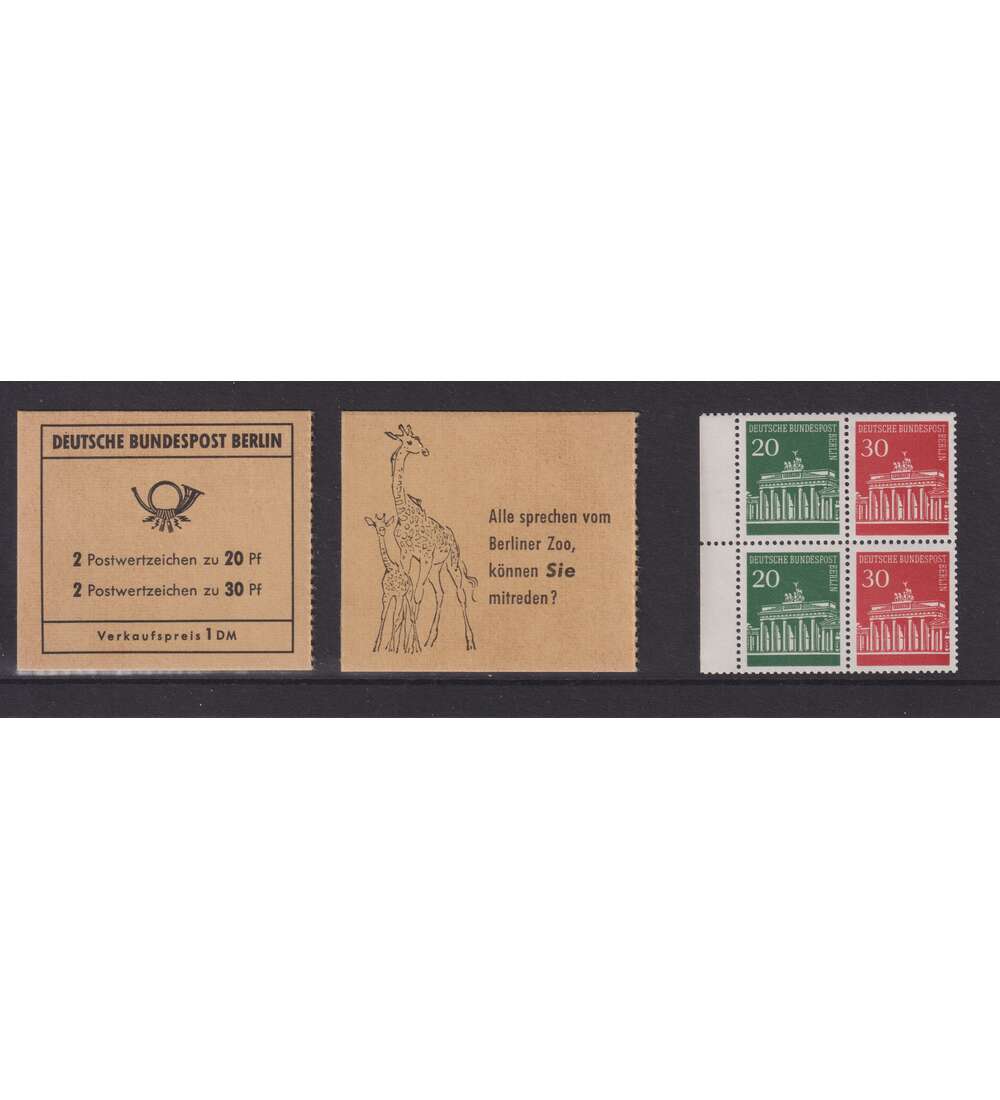 DEUTSCHE BUNDESPOST BERLIN
2 Postwertzeichen zu 20 Pf
2 Postwertzeichen zu 30 Pf
Verkaufspreis 1 DM
Alle sprechen vom
Berliner Zoo,
können Sie
mitreden?
DEUTSCHE BUNDESPOST
BERLIN
20
DEUTSCHE BUNDESPOST
BERLIN
30
DEUTSCHE BUNDESPOST
BERLIN
20
DEUTSCHE BUNDESPOST
BERLIN
30